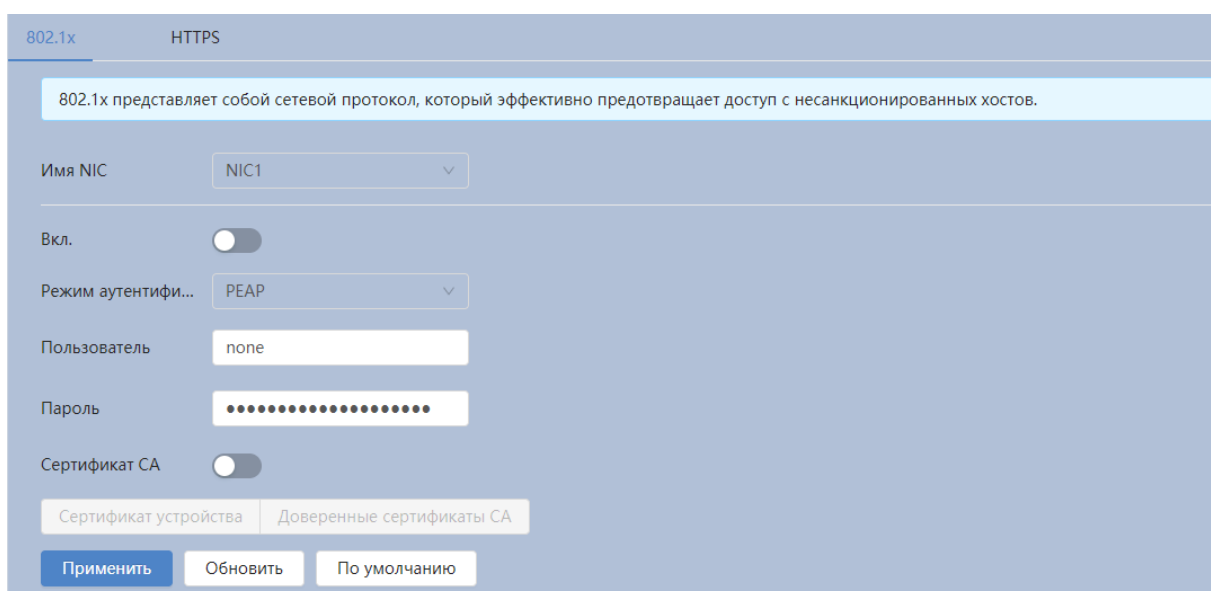 802.1x HTTPS
802.1x представляет собой сетевой протокол, который эффективно предотвращает доступ с несанкционированных хостов.
Имя NIC NIC1
Вкл.
Режим аутентифи... PEAP
Пользователь none
Пароль ••••••••••••••••••••
Сертификат CA
Сертификат устройства Доверенные сертификаты CA
Применить Обновить По умолчанию